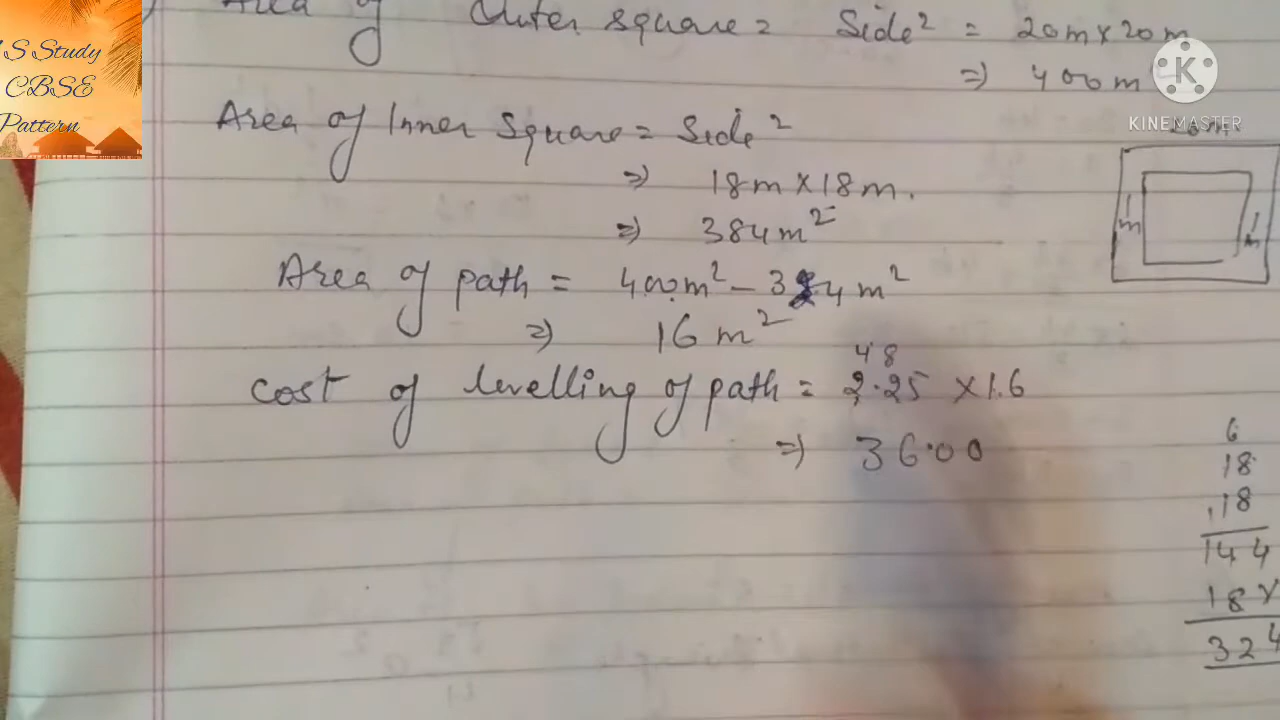 Area of Outer square = Side² = 20m×20m
⇒ 400m
Area of Inner Square = Side²
⇒ 18m×18m.
⇒ 384m²
Area of path = 400m² - 384m²
⇒ 16m²
48
Cost of levelling of path = 2.25 ×1.6
⇒ 36.00
1m
1m
6
18
18
144
18×
324
S Study
CBSE
Pattern
K
KINEMASTER